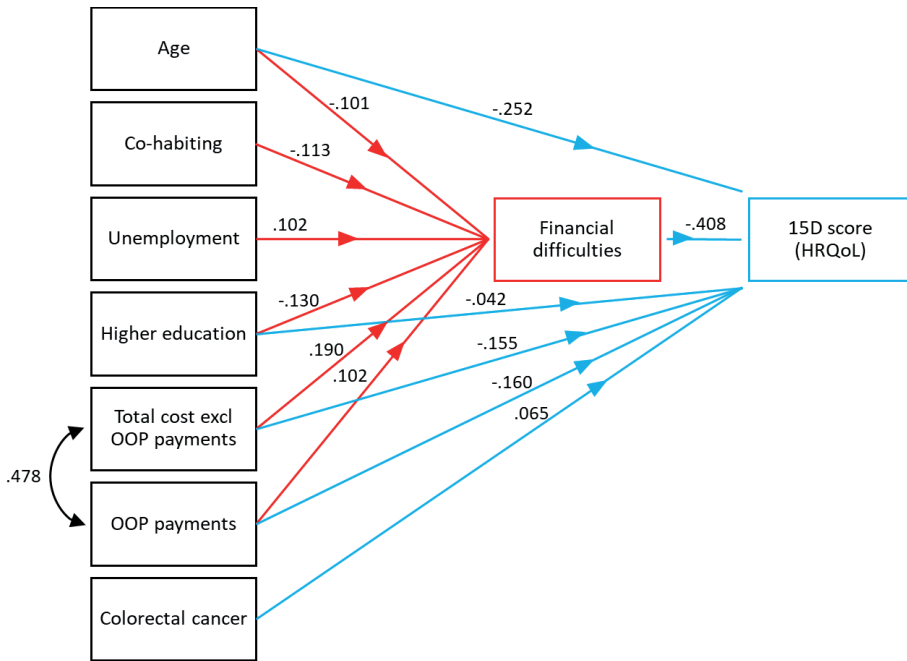 Age
-.101
-.252
Co-habiting
-.113
Unemployment
.102
Financial
difficulties
-.408
15D score
(HRQoL)
Higher education
-.130
-.042
.190
-.155
.102
-.160
.065
Total cost excl
OOP payments
.478
OOP payments
Colorectal cancer